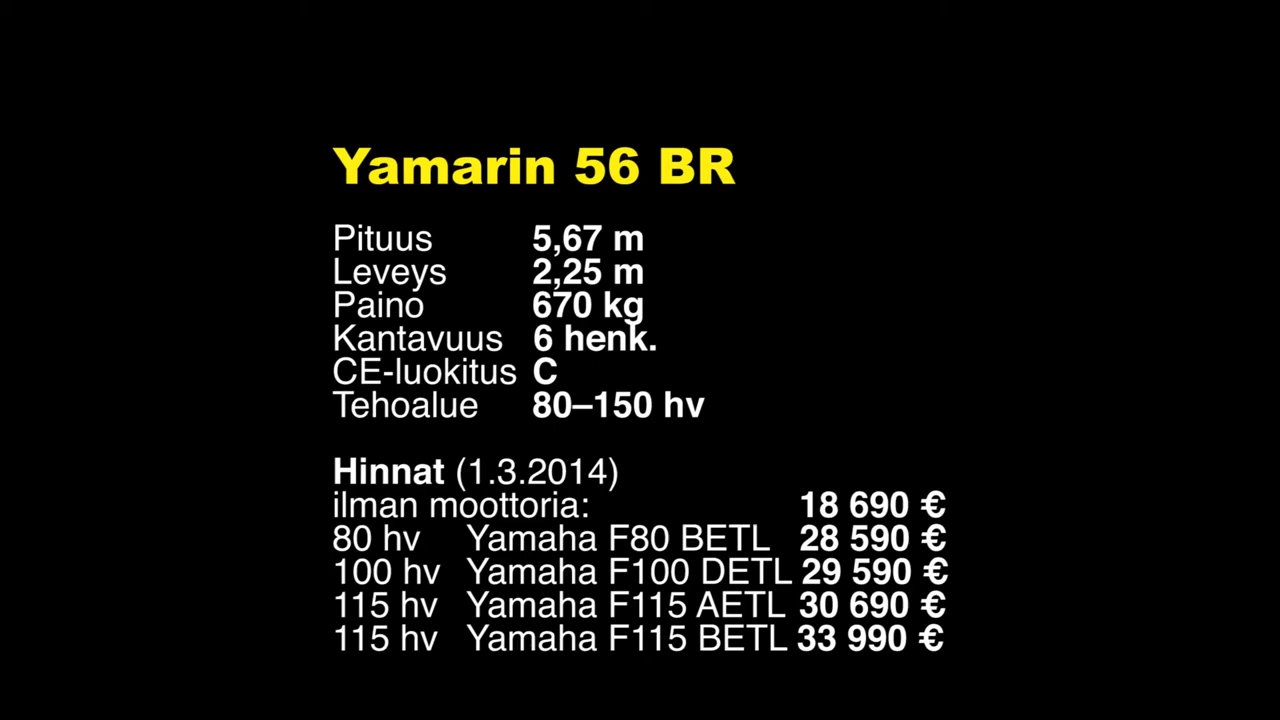 Yamarin 56 BR
Pituus 5,67 m
Leveys 2,25 m
Paino 670 kg
Kantavuus 6 henk.
CE-luokitus C
Tehoalue 80–150 hv
Hinnat (1.3.2014)
ilman moottoria: 18 690 €
80 hv Yamaha F80 BETL 28 590 €
100 hv Yamaha F100 DETL 29 590 €
115 hv Yamaha F115 AETL 30 690 €
115 hv Yamaha F115 BETL 33 990 €